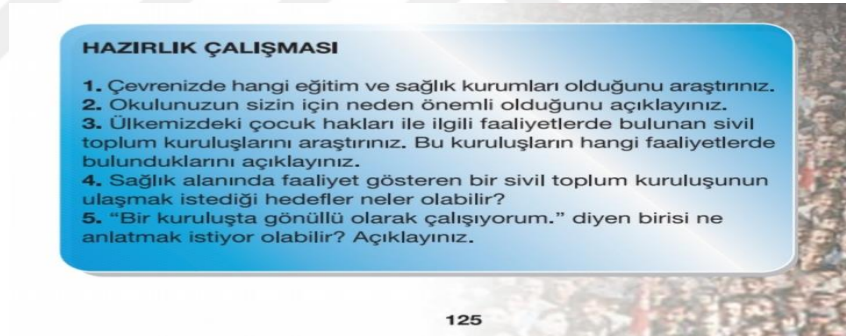 HAZIRLIK ÇALIŞMASI
1. Çevrenizde hangi eğitim ve sağlık kurumları olduğunu araştırınız.
2. Okulunuzun sizin için neden önemli olduğunu açıklayınız.
3. Ülkemizdeki çocuk hakları ile ilgili faaliyetlerde bulunan sivil
toplum kuruluşlarını araştırınız. Bu kuruluşların hangi faaliyetlerde
bulunduklarını açıklayınız.
4. Sağlık alanında faaliyet gösteren bir sivil toplum kuruluşunun
ulaşmak istediği hedefler neler olabilir?
5. “Bir kuruluşta gönüllü olarak çalışıyorum.” diyen birisi ne
anlatmak istiyor olabilir? Açıklayınız.
125